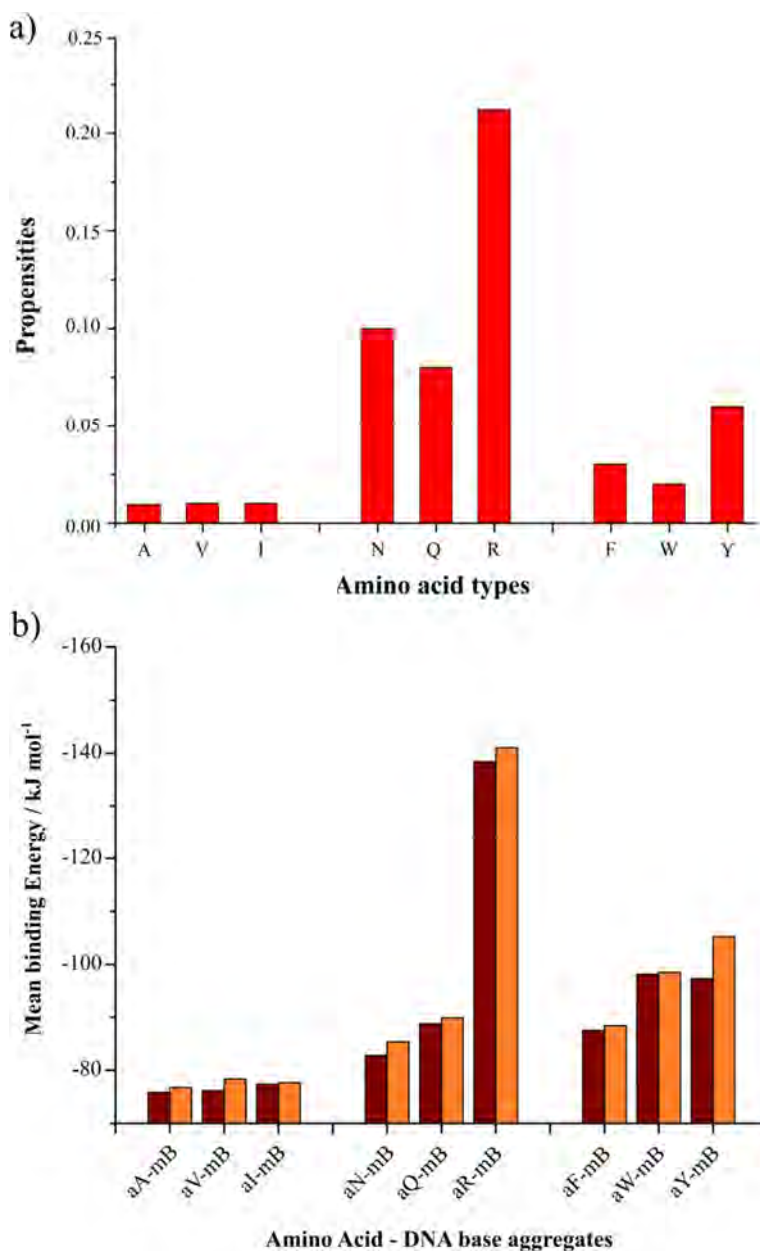 a)
0.25
0.20
0.15
0.10
0.05
0.00
Propensities
A V I N Q R F W Y
Amino acid types
b)
-160
-140
-120
-100
-80
Mean binding Energy / kJ mol⁻¹
aA-mB aV-mB aI-mB aN-mB aQ-mB aR-mB aF-mB aW-mB aY-mB
Amino Acid - DNA base aggregates